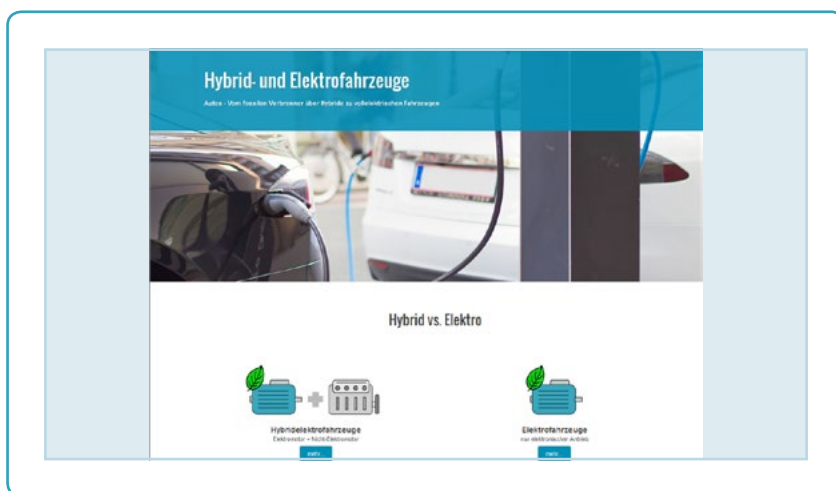 Hybrid- und Elektrofahrzeuge
Autos - Vom fossilen Verbrenner über Hybride zu vollelektrischen Fahrzeugen
Hybrid vs. Elektro
Hybridelektrofahrzeuge
Elektromotor + Nicht-Elektromotor
mehr
Elektrofahrzeuge
nur elektronischer Antrieb
mehr